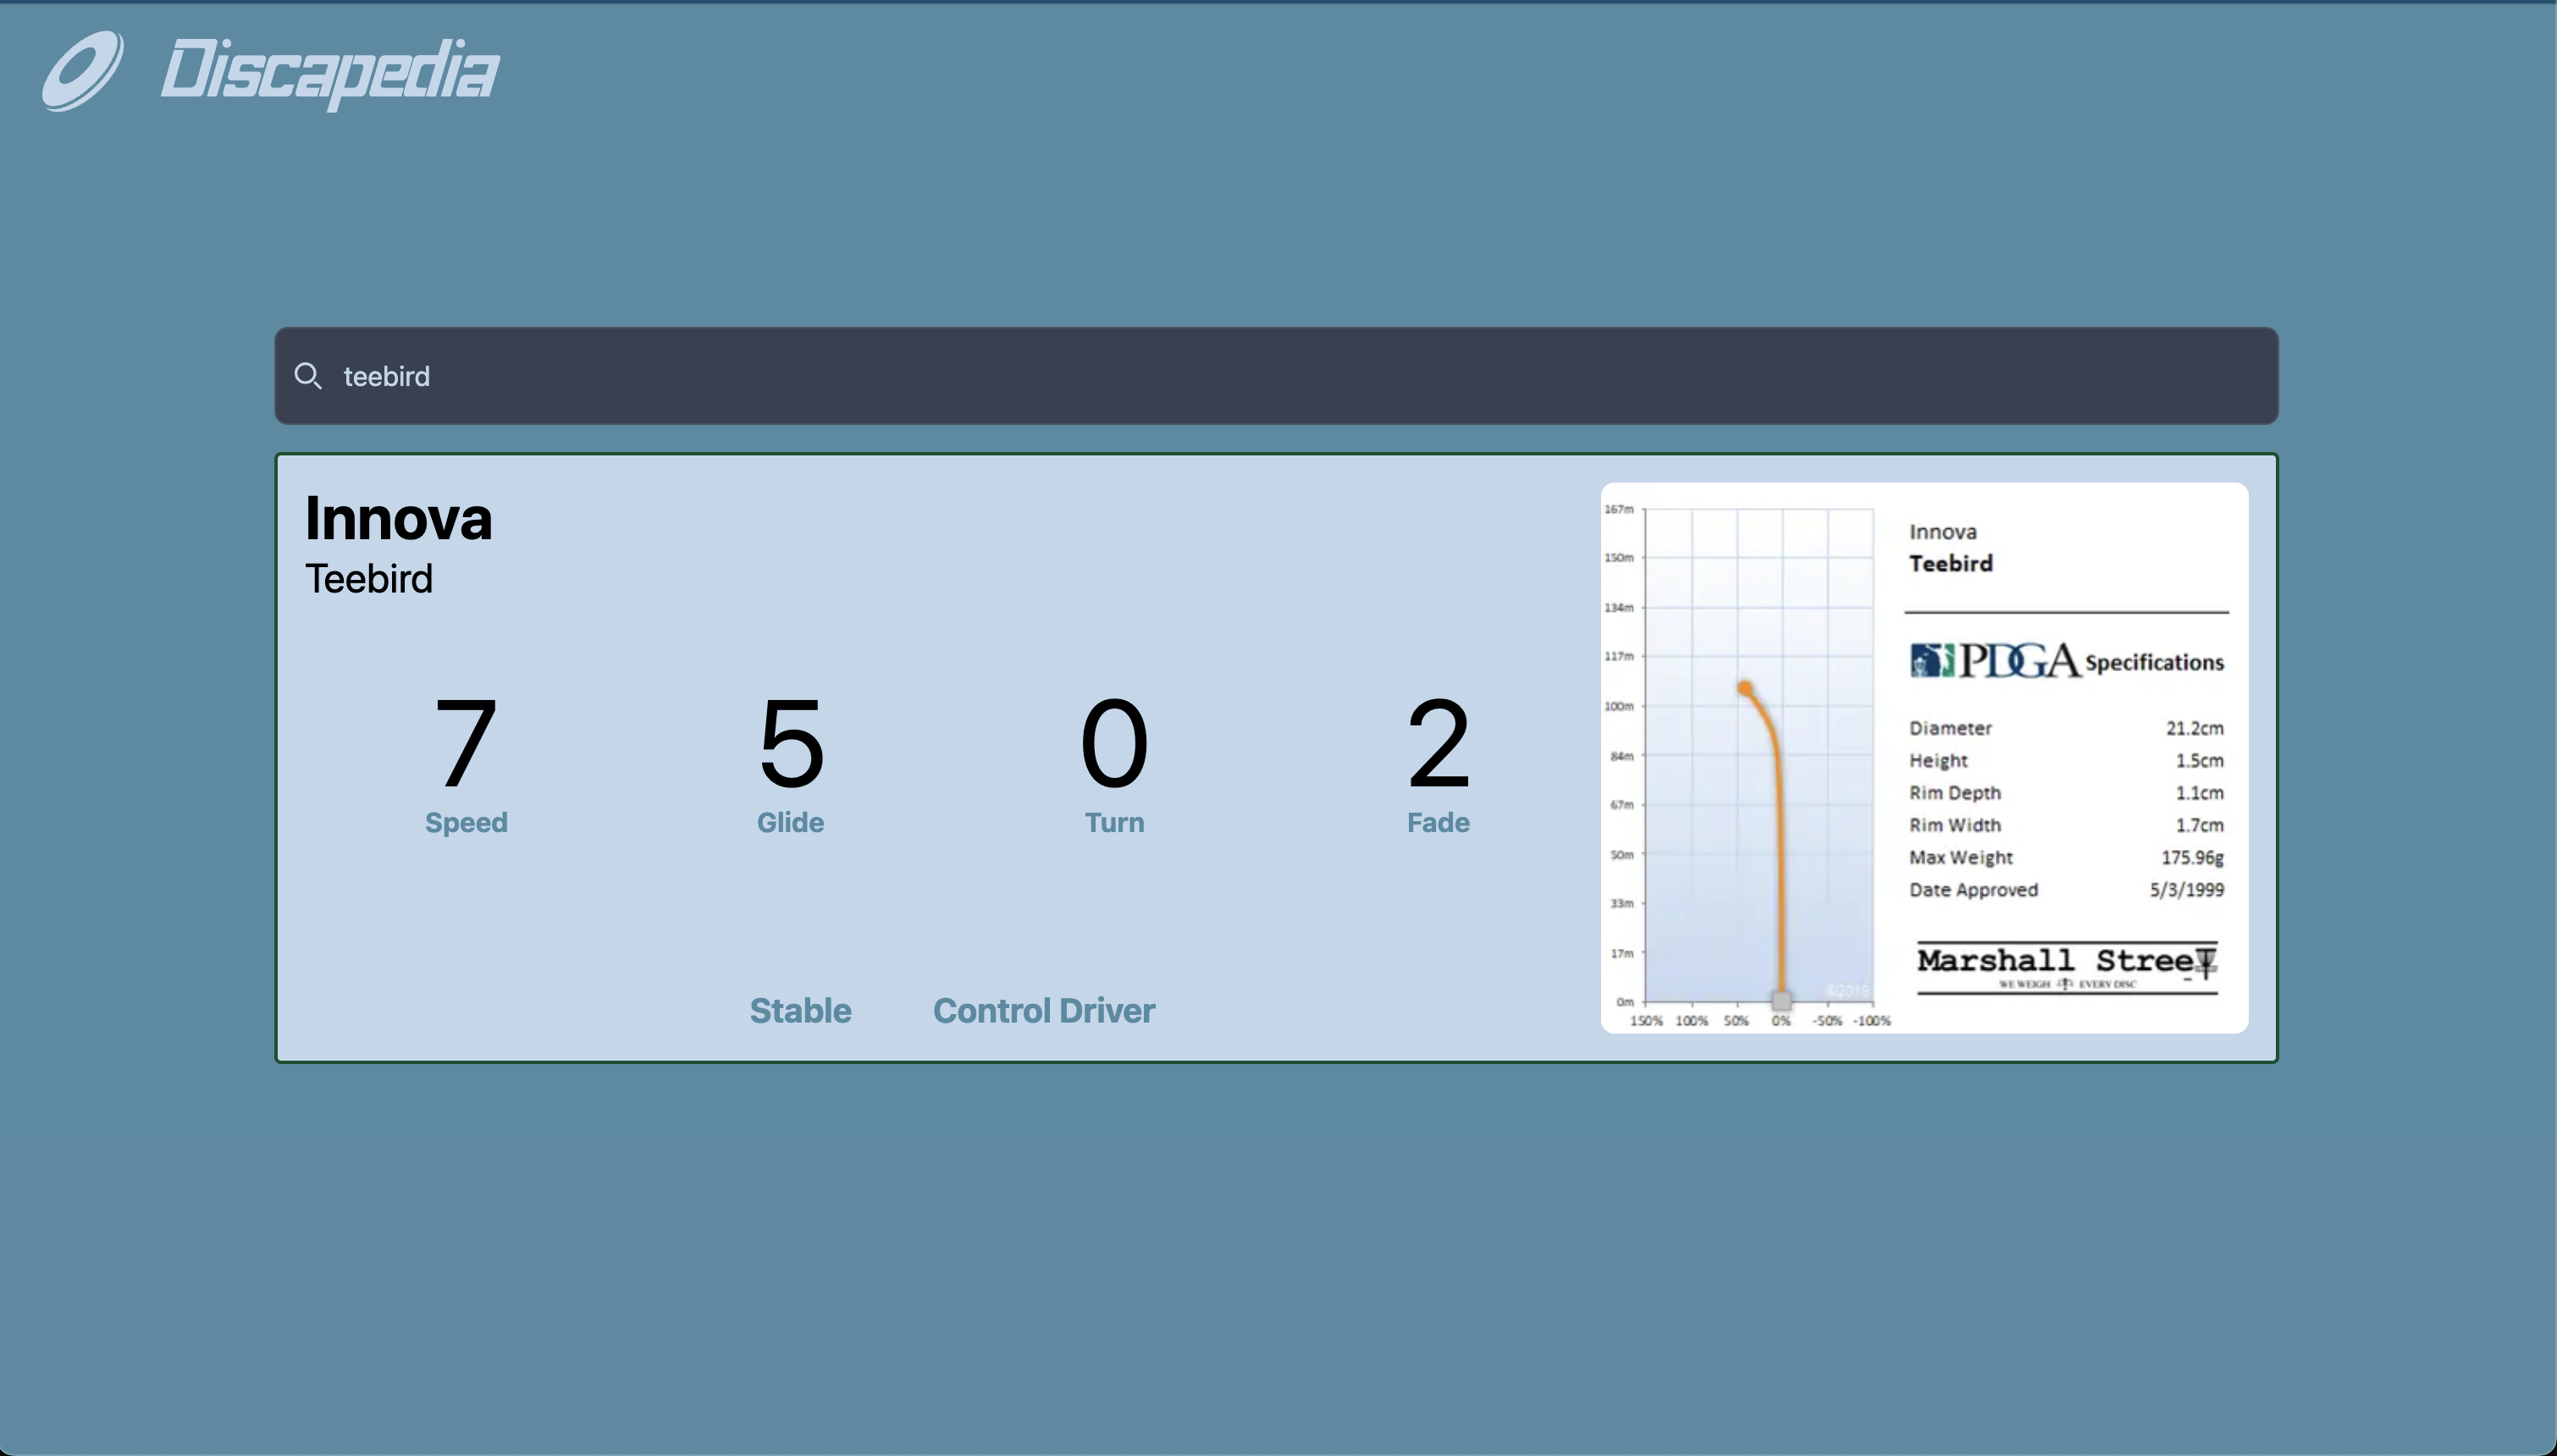 Discapedia
teebird
Innova
Teebird
7
Speed
5
Glide
0
Turn
2
Fade
Stable
Control Driver
167m
150m
134m
117m
100m
84m
67m
50m
33m
17m
0m
150% 100% 50% 0% -50% -100%
Innova
Teebird
PDGA Specifications
Diameter 21.2cm
Height 1.5cm
Rim Depth 1.1cm
Rim Width 1.7cm
Max Weight 175.96g
Date Approved 5/3/1999
Marshall Street
WE WEIGH EVERY DISC